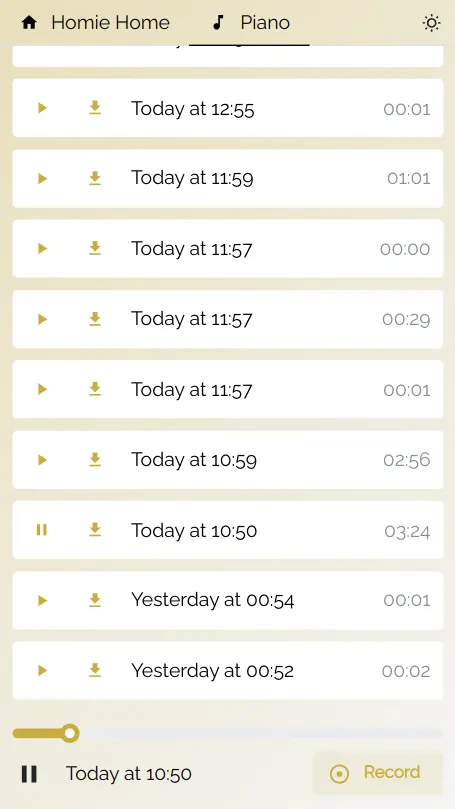 Homie Home Piano
Today at 12:55 00:01
Today at 11:59 01:01
Today at 11:57 00:00
Today at 11:57 00:29
Today at 11:57 00:01
Today at 10:59 02:56
Today at 10:50 03:24
Yesterday at 00:54 00:01
Yesterday at 00:52 00:02
Today at 10:50 Record